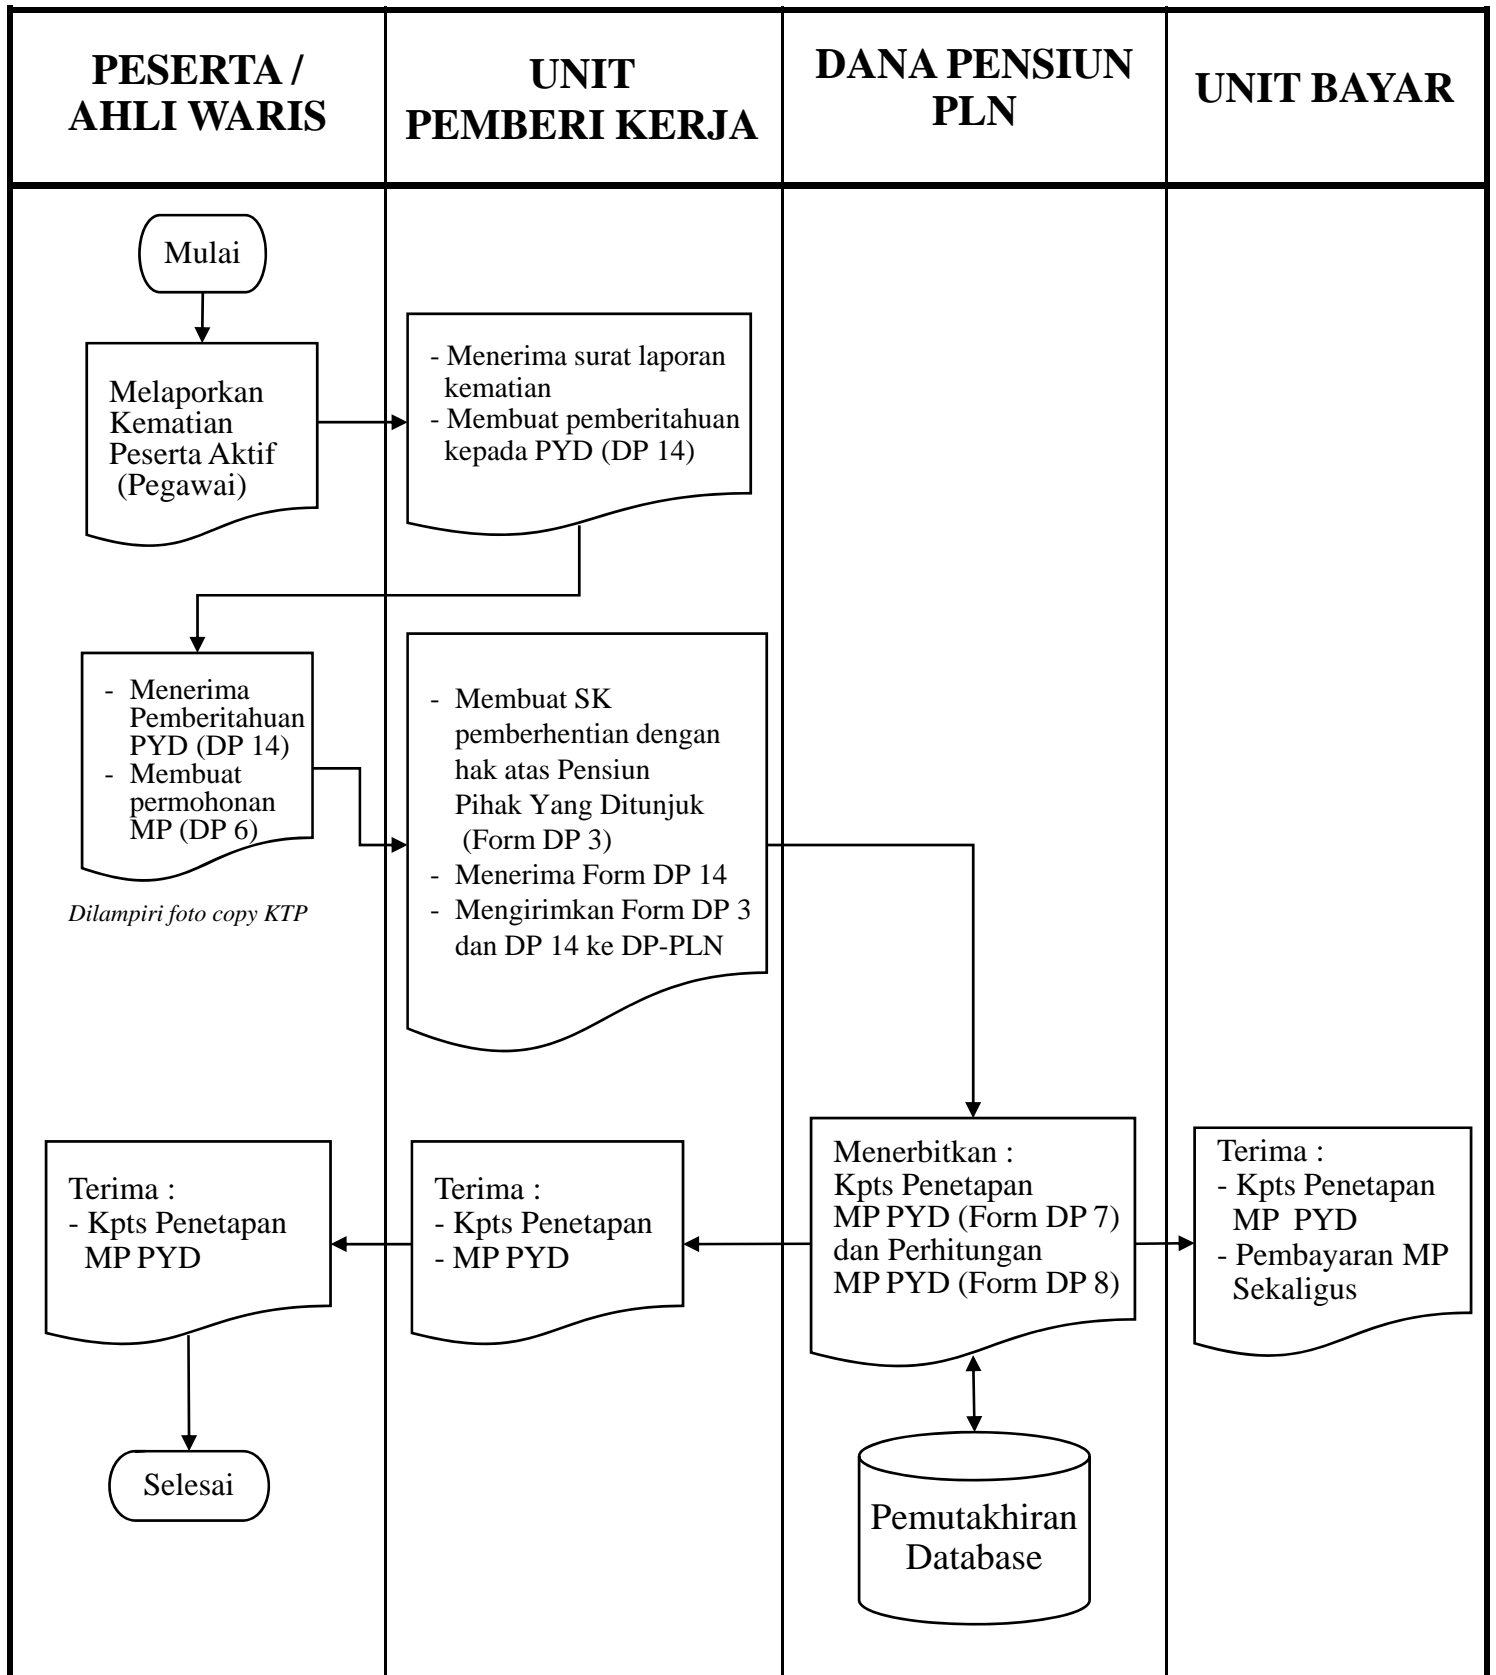 PESERTA /
AHLI WARIS
UNIT
PEMBERI KERJA
DANA PENSIUN
PLN
UNIT BAYAR
Mulai
Melaporkan
Kematian
Peserta Aktif
(Pegawai)
- Menerima surat laporan
kematian
- Membuat pemberitahuan
kepada PYD (DP 14)
- Menerima
Pemberitahuan
PYD (DP 14)
- Membuat
permohonan
MP (DP 6)
Dilampiri foto copy KTP
- Membuat SK
pemberhentian dengan
hak atas Pensiun
Pihak Yang Ditunjuk
(Form DP 3)
- Menerima Form DP 14
- Mengirimkan Form DP 3
dan DP 14 ke DP-PLN
Terima :
- Kpts Penetapan
MP PYD
Terima :
- Kpts Penetapan
- MP PYD
Menerbitkan :
Kpts Penetapan
MP PYD (Form DP 7)
dan Perhitungan
MP PYD (Form DP 8)
Terima :
- Kpts Penetapan
MP PYD
- Pembayaran MP
Sekaligus
Selesai
Pemutakhiran
Database